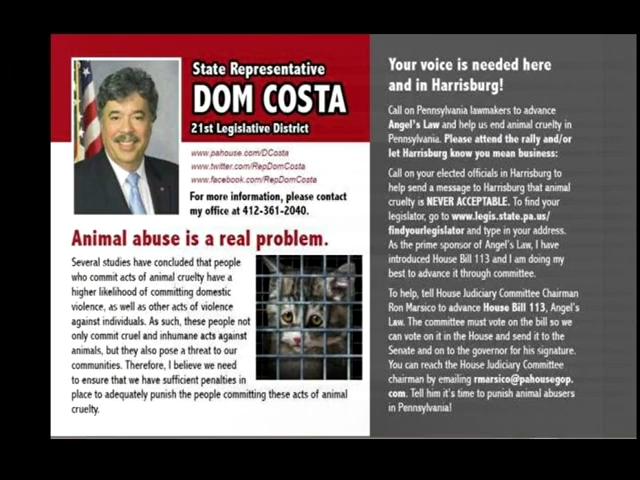 State Representative
DOM COSTA
21st Legislative District
www.pahouse.com/DCosta
www.twitter.com/RepDomCosta
www.facebook.com/RepDomCosta
For more information, please contact
my office at 412-361-2040.
Animal abuse is a real problem.
Several studies have concluded that people
who commit acts of animal cruelty have a
higher likelihood of committing domestic
violence, as well as other acts of violence
against individuals. As such, these people not
only commit cruel and inhumane acts against
animals, but they also pose a threat to our
communities. Therefore, I believe we need
to ensure that we have sufficient penalties in
place to adequately punish the people committing these acts of animal
cruelty.
Your voice is needed here
and in Harrisburg!
Call on Pennsylvania lawmakers to advance
Angel's Law and help us end animal cruelty in
Pennsylvania. Please attend the rally and/or
let Harrisburg know you mean business:
Call on your elected officials in Harrisburg to
help send a message to Harrisburg that animal
cruelty is NEVER ACCEPTABLE. To find your
legislator, go to www.legis.state.pa.us/
findyourlegislator and type in your address.
As the prime sponsor of Angel's Law, I have
introduced House Bill 113 and I am doing my
best to advance it through committee.
To help, tell House Judiciary Committee Chairman
Ron Marsico to advance House Bill 113, Angel's
Law. The committee must vote on the bill so we
can vote on it in the House and send it to the
Senate and on to the governor for his signature.
You can reach the House Judiciary Committee
chairman by emailing rmarsico@pahousegop.
com. Tell him it's time to punish animal abusers
in Pennsylvania!